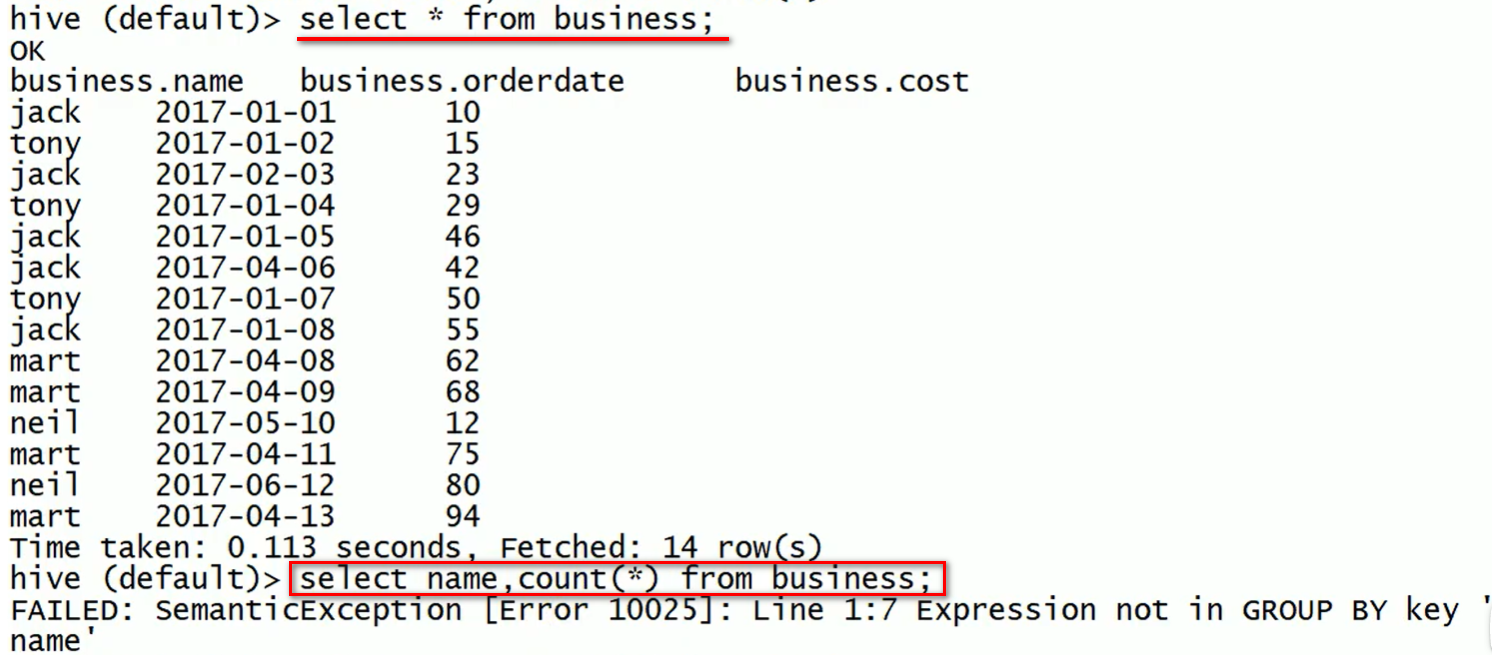 hive (default)> select * from business;
OK
business.name	business.orderdate	business.cost
jack	2017-01-01	10
tony	2017-01-02	15
jack	2017-02-03	23
tony	2017-01-04	29
jack	2017-01-05	46
jack	2017-04-06	42
tony	2017-01-07	50
jack	2017-01-08	55
mart	2017-04-08	62
mart	2017-04-09	68
neil	2017-05-10	12
mart	2017-04-11	75
neil	2017-06-12	80
mart	2017-04-13	94
Time taken: 0.113 seconds, Fetched: 14 row(s)
hive (default)> select name,count(*) from business;
FAILED: SemanticException [Error 10025]: Line 1:7 Expression not in GROUP BY key '
name'